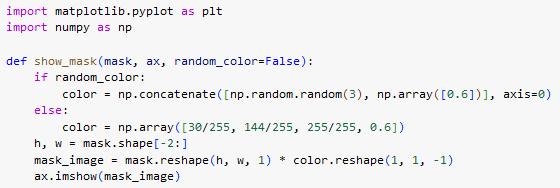 import matplotlib.pyplot as plt
import numpy as np

def show_mask(mask, ax, random_color=False):
    if random_color:
        color = np.concatenate([np.random.random(3), np.array([0.6])], axis=0)
    else:
        color = np.array([30/255, 144/255, 255/255, 0.6])
    h, w = mask.shape[-2:]
    mask_image = mask.reshape(h, w, 1) * color.reshape(1, 1, -1)
    ax.imshow(mask_image)